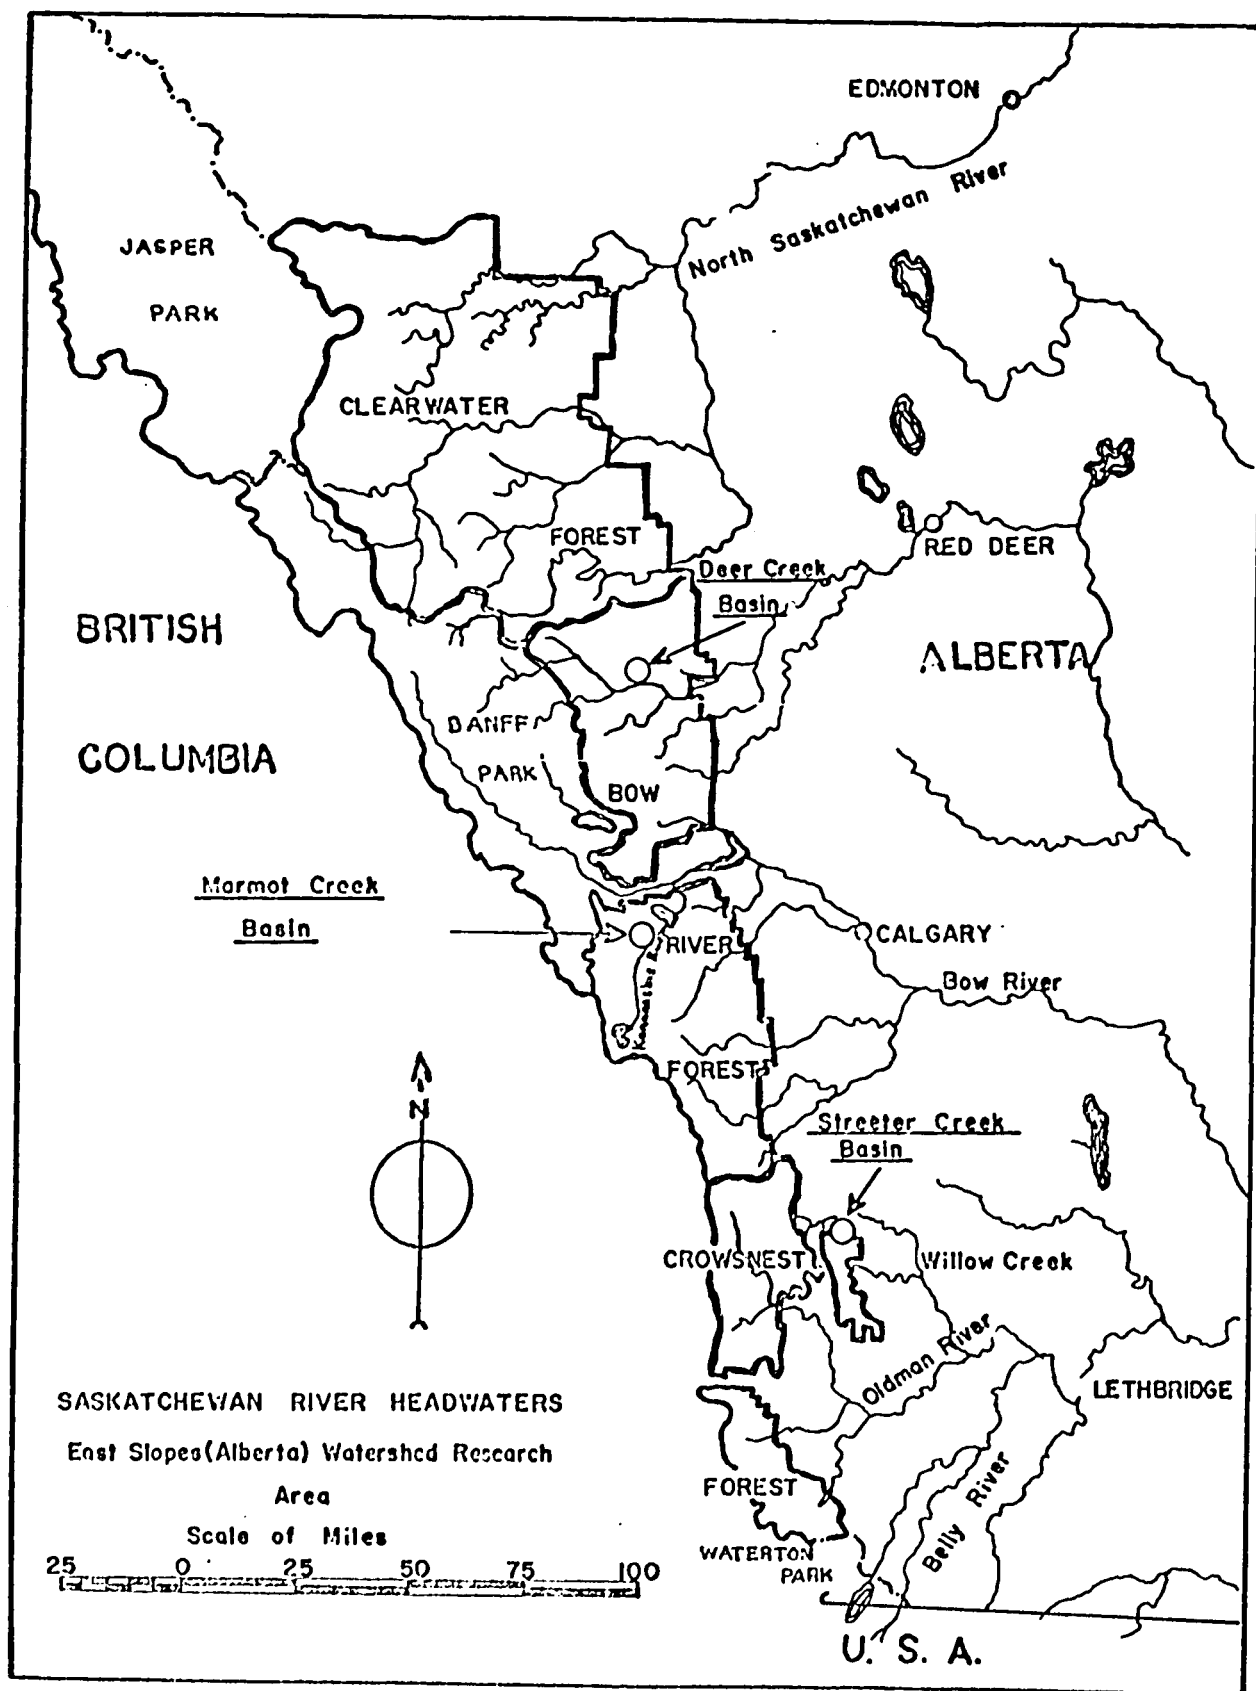 EDMONTON
North Saskatchewan River
JASPER
PARK
CLEARWATER
FOREST
RED DEER
Deer Creek
Basin
BRITISH
COLUMBIA
ALBERTA
BANFF
PARK
BOW
Marmot Creek
Basin
RIVER
CALGARY
Bow River
Kananaskis R.
FOREST
N
Streeter Creek
Basin
CROWSNEST
Willow Creek
Oldman River
LETHBRIDGE
SASKATCHEWAN RIVER HEADWATERS
East Slopes (Alberta) Watershed Research
Area
Scale of Miles
25 0 25 50 75 100
FOREST
Belly River
WATERTON
PARK
U. S. A.